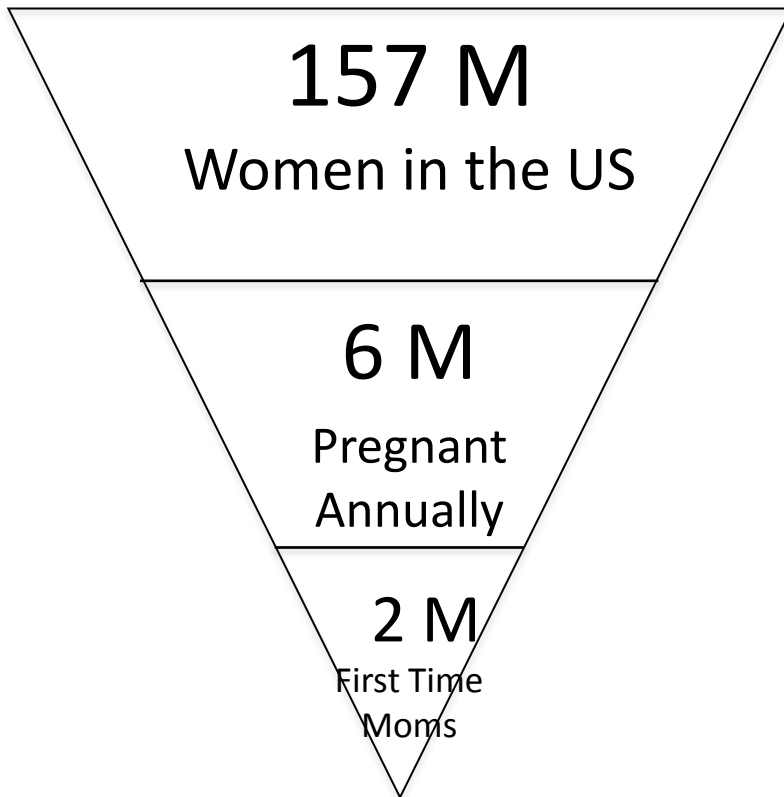 157 M
Women in the US
6 M
Pregnant
Annually
2 M
First Time
Moms